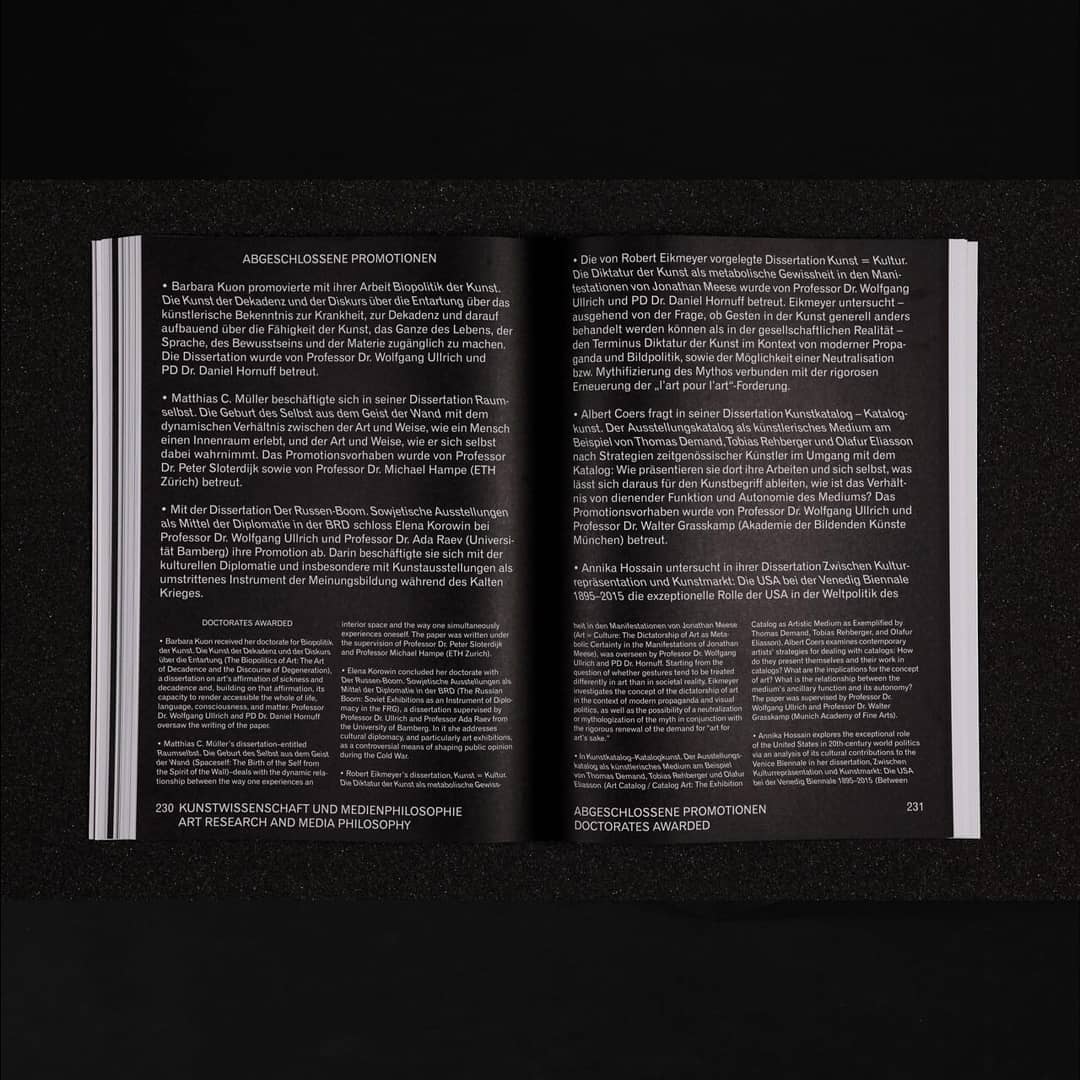 ABGESCHLOSSENE PROMOTIONEN
• Barbara Kuon promovierte mit ihrer Arbeit Biopolitik der Kunst.
Die Kunst der Dekadenz und der Diskurs über die Entartung über das
künstlerische Bekenntnis zur Krankheit, zur Dekadenz und darauf
aufbauend über die Fähigkeit der Kunst, das Ganze des Lebens, der
Sprache, des Bewusstseins und der Materie zugänglich zu machen.
Die Dissertation wurde von Professor Dr. Wolfgang Ullrich und
PD Dr. Daniel Hornuff betreut.
• Matthias C. Müller beschäftigte sich in seiner Dissertation Raum-
selbst. Die Geburt des Selbst aus dem Geist der Wand mit dem
dynamischen Verhältnis zwischen der Art und Weise, wie ein Mensch
einen Innenraum erlebt, und der Art und Weise, wie er sich selbst
dabei wahrnimmt. Das Promotionsvorhaben wurde von Professor
Dr. Peter Sloterdijk sowie von Professor Dr. Michael Hampe (ETH
Zürich) betreut.
• Mit der Dissertation Der Russen-Boom. Sowjetische Ausstellungen
als Mittel der Diplomatie in der BRD schloss Elena Korowin bei
Professor Dr. Wolfgang Ullrich und Professor Dr. Ada Raev (Universi-
tät Bamberg) ihre Promotion ab. Darin beschäftigte sie sich mit der
kulturellen Diplomatie und insbesondere mit Kunstausstellungen als
umstrittenes Instrument der Meinungsbildung während des Kalten
Krieges.
DOCTORATES AWARDED
• Barbara Kuon received her doctorate for Biopolitik
der Kunst. Die Kunst der Dekadenz und der Diskurs
über die Entartung (The Biopolitics of Art: The Art
of Decadence and the Discourse of Degeneration),
a dissertation on art's affirmation of sickness and
decadence and, building on that affirmation, its
capacity to render accessible the whole of life,
language, consciousness, and matter. Professor
Dr. Wolfgang Ullrich and PD Dr. Daniel Hornuff
oversaw the writing of the paper.
• Matthias C. Müller's dissertation–entitled
Raumselbst. Die Geburt des Selbst aus dem Geist
der Wand (Spaceself: The Birth of the Self from
the Spirit of the Wall)–deals with the dynamic rela-
tionship between the way one experiences an
interior space and the way one simultaneously
experiences oneself. The paper was written under
the supervision of Professor Dr. Peter Sloterdijk
and Professor Michael Hampe (ETH Zurich).
• Elena Korowin concluded her doctorate with
Der Russen-Boom. Sowjetische Ausstellungen als
Mittel der Diplomatie in der BRD (The Russian
Boom: Soviet Exhibitions as an Instrument of Diplo-
macy in the FRG), a dissertation supervised by
Professor Dr. Ullrich and Professor Ada Raev from
the University of Bamberg. In it she addresses
cultural diplomacy, and particularly art exhibitions,
as a controversial means of shaping public opinion
during the Cold War.
• Robert Eikmeyer's dissertation, Kunst = Kultur.
Die Diktatur der Kunst als metabolische Gewiss-
230 KUNSTWISSENSCHAFT UND MEDIENPHILOSOPHIE
ART RESEARCH AND MEDIA PHILOSOPHY
• Die von Robert Eikmeyer vorgelegte Dissertation Kunst = Kultur.
Die Diktatur der Kunst als metabolische Gewissheit in den Mani-
festationen von Jonathan Meese wurde von Professor Dr. Wolfgang
Ullrich und PD Dr. Daniel Hornuff betreut. Eikmeyer untersucht –
ausgehend von der Frage, ob Gesten in der Kunst generell anders
behandelt werden können als in der gesellschaftlichen Realität –
den Terminus Diktatur der Kunst im Kontext von moderner Propa-
ganda und Bildpolitik, sowie der Möglichkeit einer Neutralisation
bzw. Mythifizierung des Mythos verbunden mit der rigorosen
Erneuerung der „l'art pour l'art“-Forderung.
• Albert Coers fragt in seiner Dissertation Kunstkatalog – Katalog-
kunst. Der Ausstellungskatalog als künstlerisches Medium am
Beispiel von Thomas Demand, Tobias Rehberger und Olafur Eliasson
nach Strategien zeitgenössischer Künstler im Umgang mit dem
Katalog: Wie präsentieren sie dort ihre Arbeiten und sich selbst, was
lässt sich daraus für den Kunstbegriff ableiten, wie ist das Verhält-
nis von dienender Funktion und Autonomie des Mediums? Das
Promotionsvorhaben wurde von Professor Dr. Wolfgang Ullrich und
Professor Dr. Walter Grasskamp (Akademie der Bildenden Künste
München) betreut.
• Annika Hossain untersucht in ihrer Dissertation Zwischen Kultur-
repräsentation und Kunstmarkt: Die USA bei der Venedig Biennale
1895–2015 die exzeptionelle Rolle der USA in der Weltpolitik des
heit in den Manifestationen von Jonathan Meese
(Art = Culture: The Dictatorship of Art as Meta-
bolic Certainty in the Manifestations of Jonathan
Meese), was overseen by Professor Dr. Wolfgang
Ullrich and PD Dr. Hornuff. Starting from the
question of whether gestures tend to be treated
differently in art than in societal reality, Eikmeyer
investigates the concept of the dictatorship of art
in the context of modern propaganda and visual
politics, as well as the possibility of a neutralization
or mythologization of the myth in conjunction with
the rigorous renewal of the demand for “art for
art's sake.”
• In Kunstkatalog–Katalogkunst. Der Ausstellungs-
katalog als künstlerisches Medium am Beispiel
von Thomas Demand, Tobias Rehberger und Olafur
Eliasson (Art Catalog / Catalog Art: The Exhibition
Catalog as Artistic Medium as Exemplified by
Thomas Demand, Tobias Rehberger, and Olafur
Eliasson), Albert Coers examines contemporary
artists' strategies for dealing with catalogs: How
do they present themselves and their work in
catalogs? What are the implications for the concept
of art? What is the relationship between the
medium's ancillary function and its autonomy?
The paper was supervised by Professor Dr.
Wolfgang Ullrich and Professor Dr. Walter
Grasskamp (Munich Academy of Fine Arts).
• Annika Hossain explores the exceptional role
of the United States in 20th-century world politics
via an analysis of its cultural contributions to the
Venice Biennale in her dissertation, Zwischen
Kulturrepräsentation und Kunstmarkt: Die USA
bei der Venedig Biennale 1895–2015 (Between
ABGESCHLOSSENE PROMOTIONEN
DOCTORATES AWARDED
231